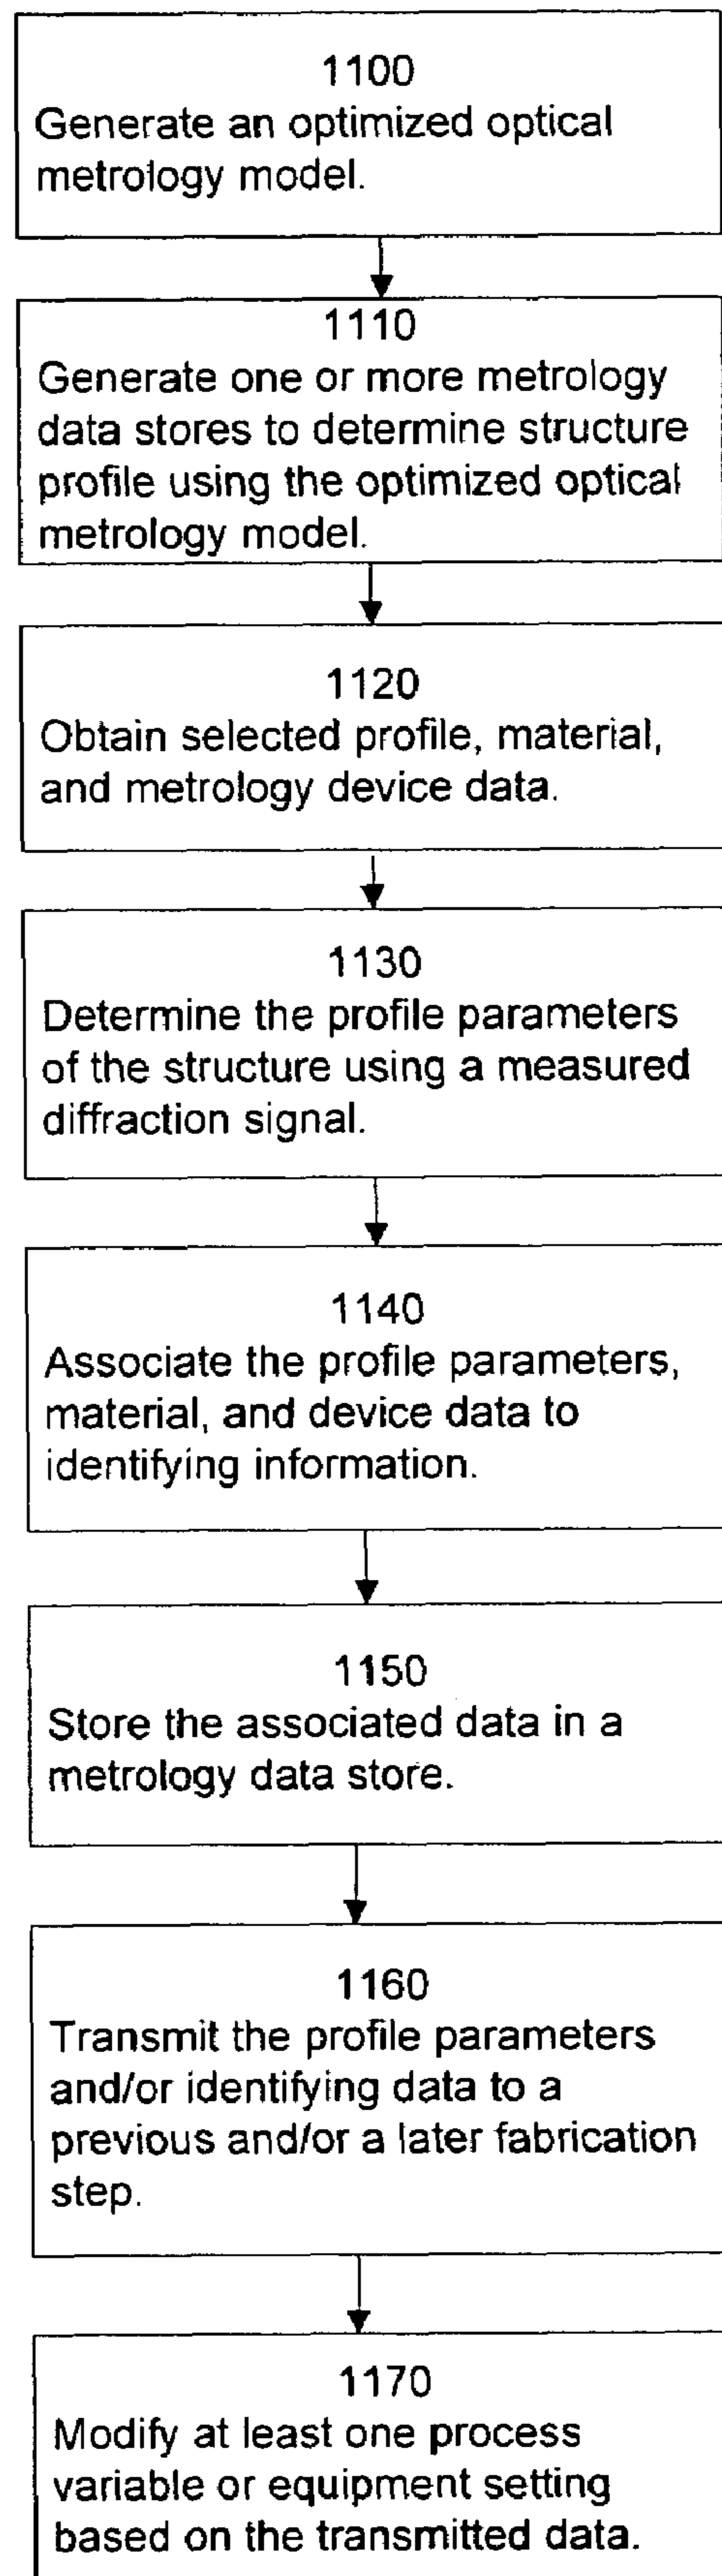 1100
Generate an optimized optical
metrology model.
1110
Generate one or more metrology
data stores to determine structure
profile using the optimized optical
metrology model.
1120
Obtain selected profile, material,
and metrology device data.
1130
Determine the profile parameters
of the structure using a measured
diffraction signal.
1140
Associate the profile parameters,
material, and device data to
identifying information.
1150
Store the associated data in a
metrology data store.
1160
Transmit the profile parameters
and/or identifying data to a
previous and/or a later fabrication
step.
1170
Modify at least one process
variable or equipment setting
based on the transmitted data.